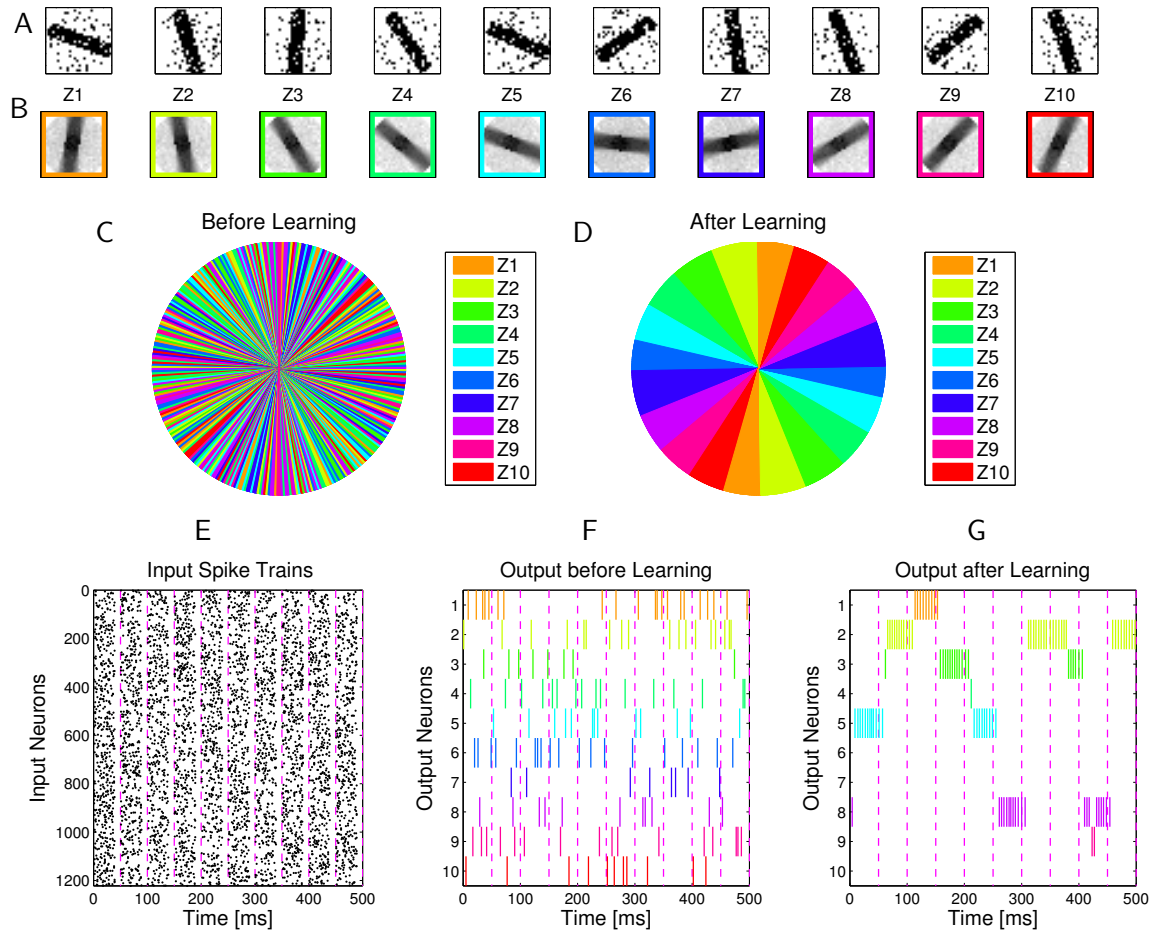 A
Z1 Z2 Z3 Z4 Z5 Z6 Z7 Z8 Z9 Z10
B
C
Before Learning
Z1
Z2
Z3
Z4
Z5
Z6
Z7
Z8
Z9
Z10
D
After Learning
Z1
Z2
Z3
Z4
Z5
Z6
Z7
Z8
Z9
Z10
E
Input Spike Trains
Input Neurons
0
200
400
600
800
1000
1200
0 100 200 300 400 500
Time [ms]
F
Output before Learning
Output Neurons
1
2
3
4
5
6
7
8
9
10
0 100 200 300 400 500
Time [ms]
G
Output after Learning
Output Neurons
1
2
3
4
5
6
7
8
9
10
0 100 200 300 400 500
Time [ms]